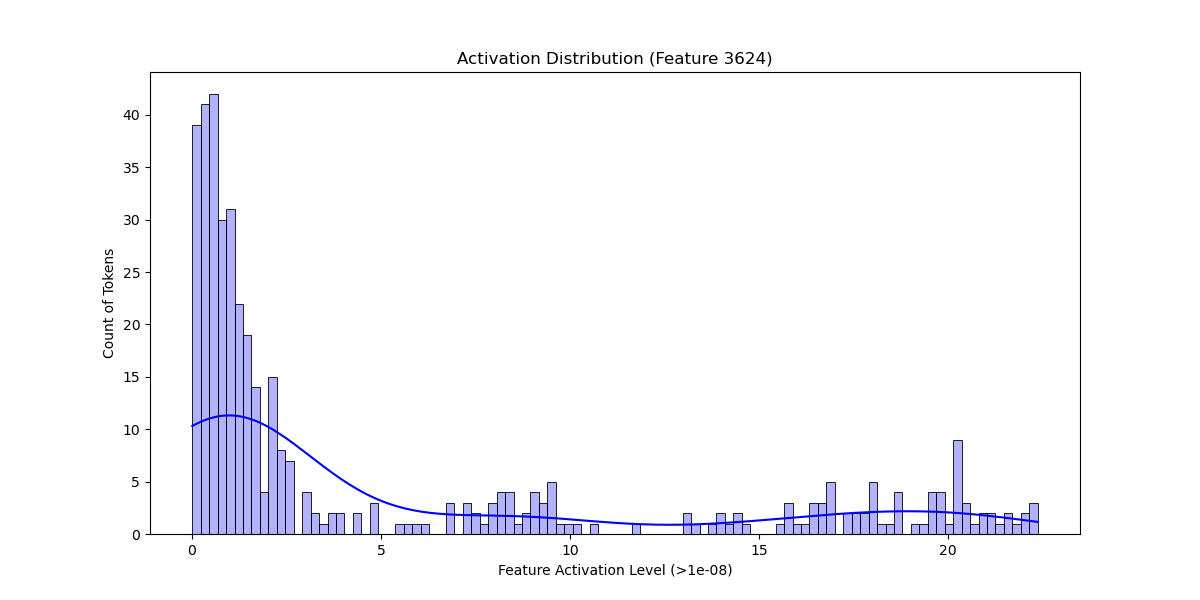 Activation Distribution (Feature 3624)
Count of Tokens
40
35
30
25
20
15
10
5
0
0 5 10 15 20
Feature Activation Level (>1e-08)